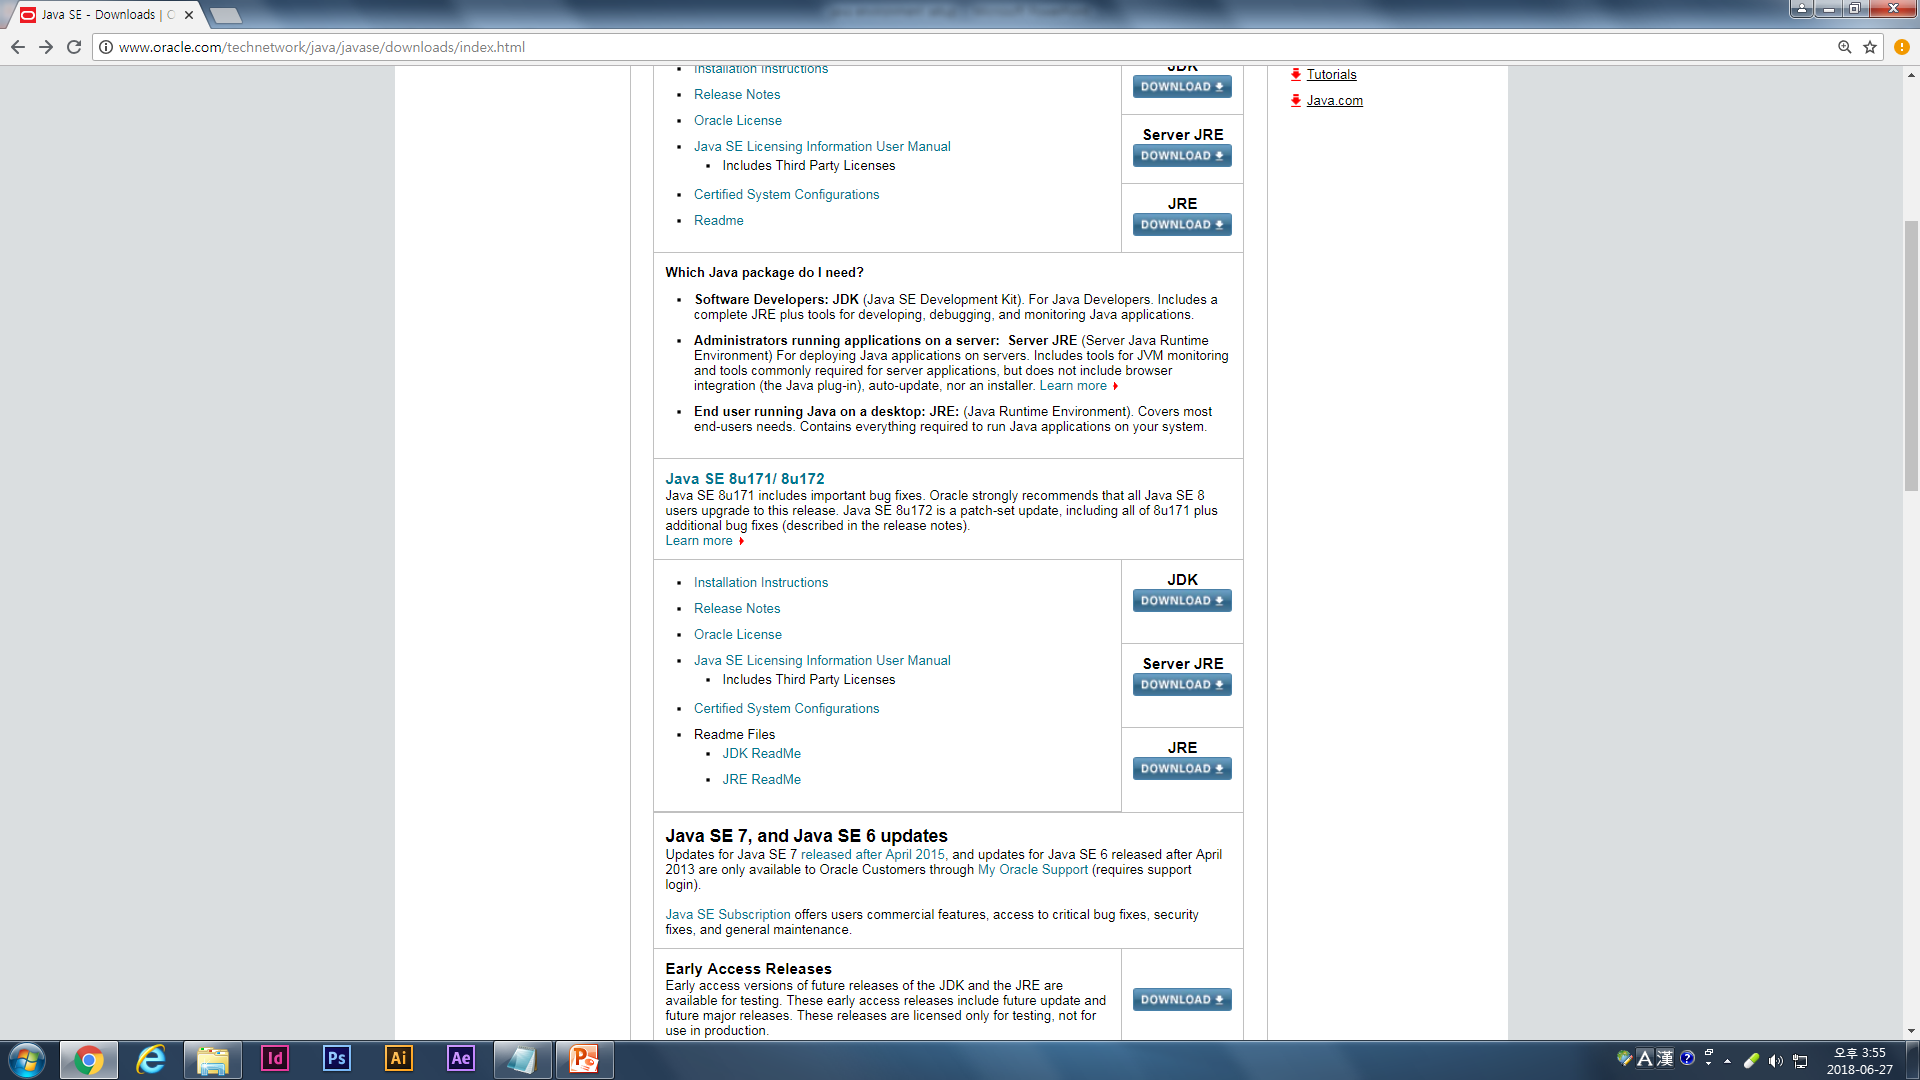 Java SE - Downloads | O
www.oracle.com/technetwork/java/javase/downloads/index.html
Installation Instructions
Release Notes
Oracle License
Java SE Licensing Information User Manual
Includes Third Party Licenses
Certified System Configurations
Readme
JDK
DOWNLOAD
Server JRE
DOWNLOAD
JRE
DOWNLOAD
Tutorials
Java.com
Which Java package do I need?
Software Developers: JDK (Java SE Development Kit). For Java Developers. Includes a
complete JRE plus tools for developing, debugging, and monitoring Java applications.
Administrators running applications on a server: Server JRE (Server Java Runtime
Environment) For deploying Java applications on servers. Includes tools for JVM monitoring
and tools commonly required for server applications, but does not include browser
integration (the Java plug-in), auto-update, nor an installer. Learn more
End user running Java on a desktop: JRE: (Java Runtime Environment). Covers most
end-users needs. Contains everything required to run Java applications on your system.
Java SE 8u171/ 8u172
Java SE 8u171 includes important bug fixes. Oracle strongly recommends that all Java SE 8
users upgrade to this release. Java SE 8u172 is a patch-set update, including all of 8u171 plus
additional bug fixes (described in the release notes).
Learn more
Installation Instructions
Release Notes
Oracle License
Java SE Licensing Information User Manual
Includes Third Party Licenses
Certified System Configurations
Readme Files
JDK ReadMe
JRE ReadMe
JDK
DOWNLOAD
Server JRE
DOWNLOAD
JRE
DOWNLOAD
Java SE 7, and Java SE 6 updates
Updates for Java SE 7 released after April 2015, and updates for Java SE 6 released after April
2013 are only available to Oracle Customers through My Oracle Support (requires support
login).
Java SE Subscription offers users commercial features, access to critical bug fixes, security
fixes, and general maintenance.
Early Access Releases
Early access versions of future releases of the JDK and the JRE are
available for testing. These early access releases include future update and
future major releases. These releases are licensed only for testing, not for
use in production.
DOWNLOAD
Id
Ps
Ai
Ae
A 漢
오후 3:55
2018-06-27